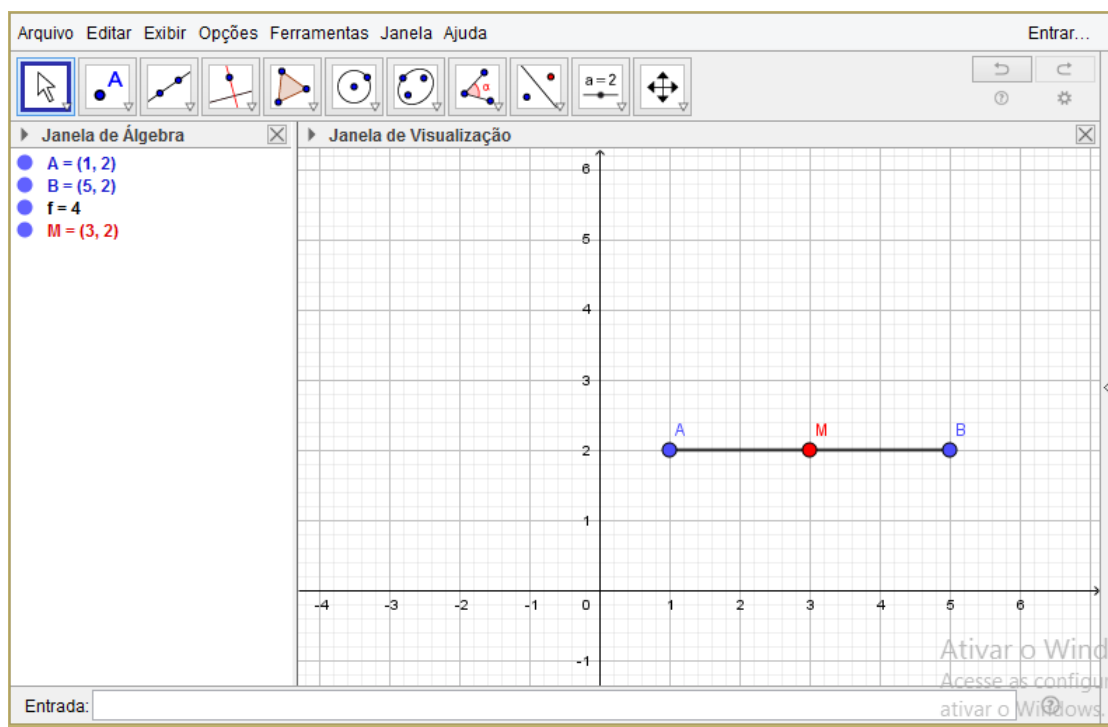 Arquivo Editar Exibir Opções Ferramentas Janela Ajuda Entrar...
A α a = 2
Janela de Álgebra
A = (1, 2)
B = (5, 2)
f = 4
M = (3, 2)
Janela de Visualização
6
5
4
3
A M B
2
1
-4 -3 -2 -1 0 1 2 3 4 5 6
-1
Ativar o Wind
Acesse as configur
ativar o Windows.
Entrada: